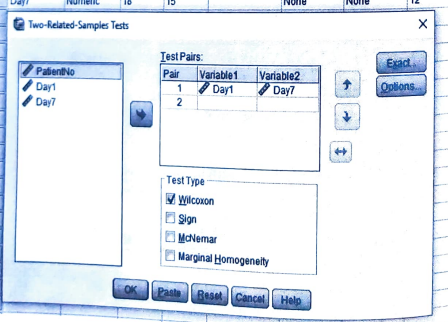 Day7 Numeric 18 15 None None 12
Two-Related-Samples Tests
Test Pairs:
PatientNo
Day1
Day7
Pair Variable1 Variable2
1 Day1 Day7
2
Exact...
Options...
Test Type
Wilcoxon
Sign
McNemar
Marginal Homogeneity
OK Paste Reset Cancel Help